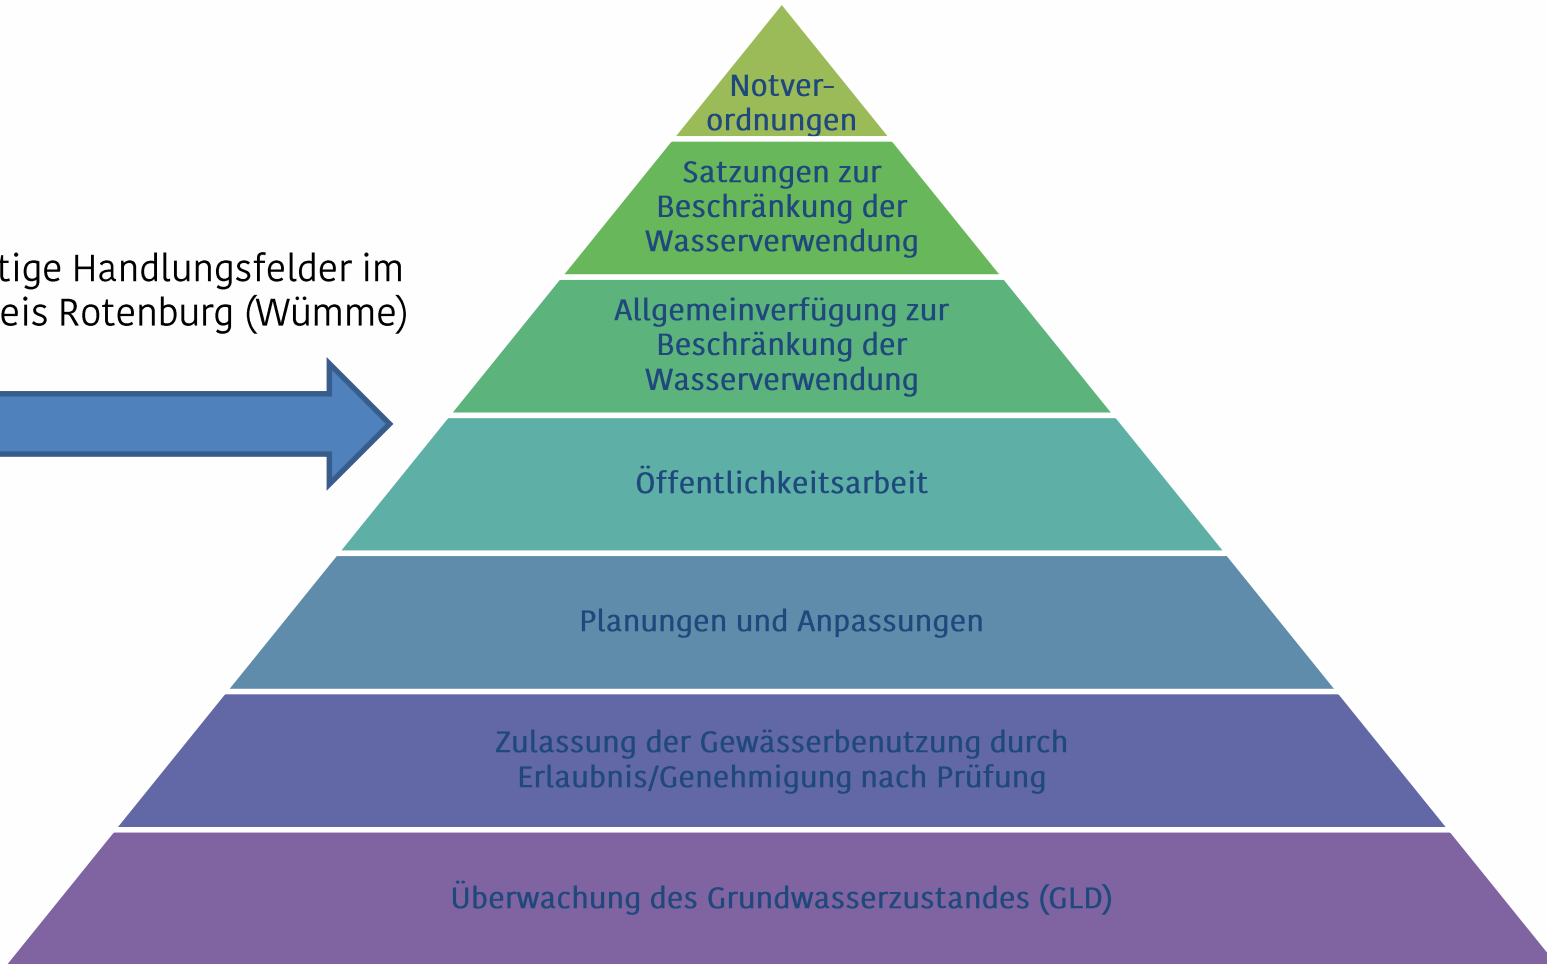 Notver-
ordnungen
Satzungen zur
Beschränkung der
Wasserverwendung
tige Handlungsfelder im
eis Rotenburg (Wümme)
Allgemeinverfügung zur
Beschränkung der
Wasserverwendung
Öffentlichkeitsarbeit
Planungen und Anpassungen
Zulassung der Gewässerbenutzung durch
Erlaubnis/Genehmigung nach Prüfung
Überwachung des Grundwasserzustandes (GLD)